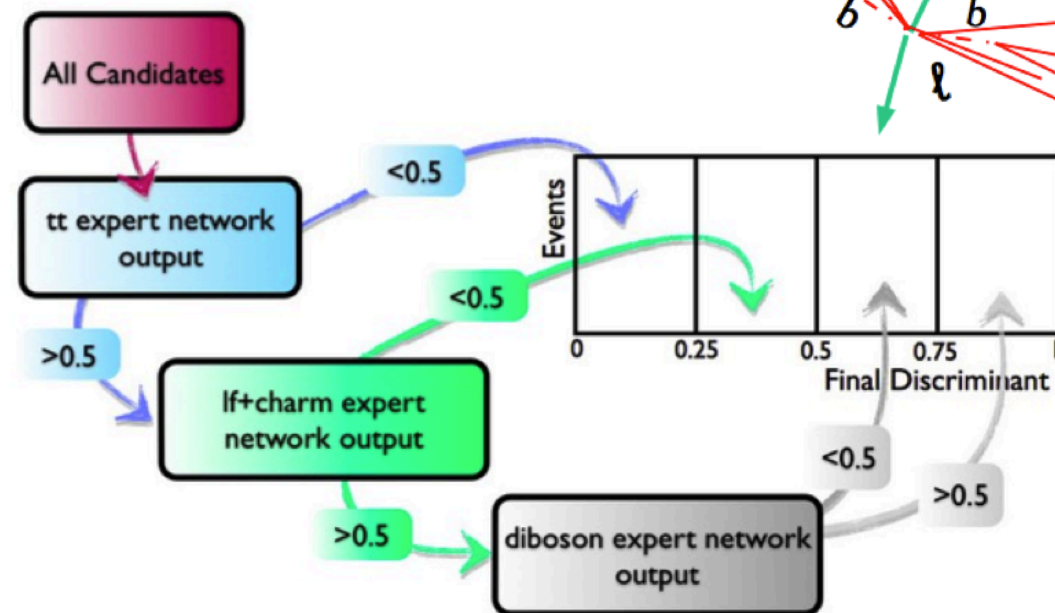 b
b
ℓ
All Candidates
<0.5
tt expert network
output
Events
<0.5
>0.5
0
0.25
0.5
0.75
Final Discriminant
lf+charm expert
network output
<0.5
>0.5
>0.5
diboson expert network
output